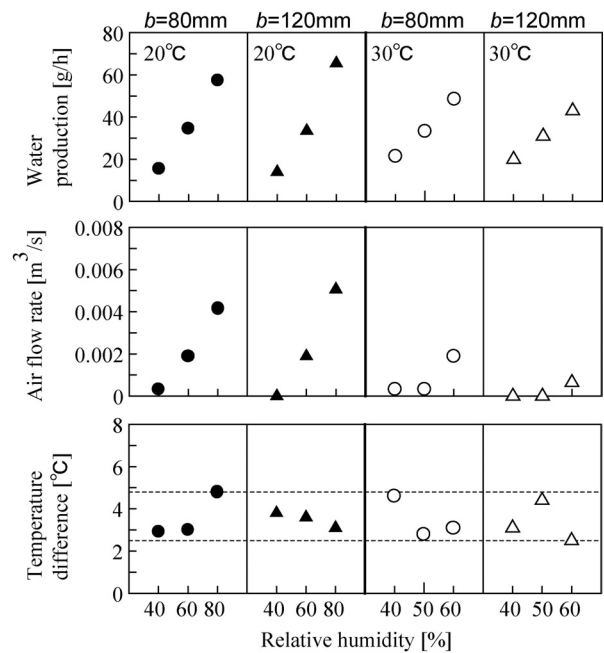 b=80mm b=120mm b=80mm b=120mm
20℃ 20℃ 30℃ 30℃
Water
production [g/h]
80
60
40
20
0
Air flow rate [m³/s]
0.008
0.006
0.004
0.002
0
Temperature
difference [℃]
8
6
4
2
0
40 60 80 40 60 80 40 50 60 40 50 60
Relative humidity [%]